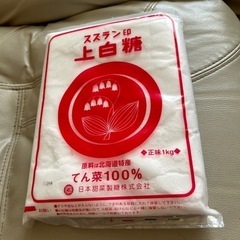 スズラン印
上白糖
正味1kg
原料は北海道特産
てん菜100%
日本甜菜製糖株式会社